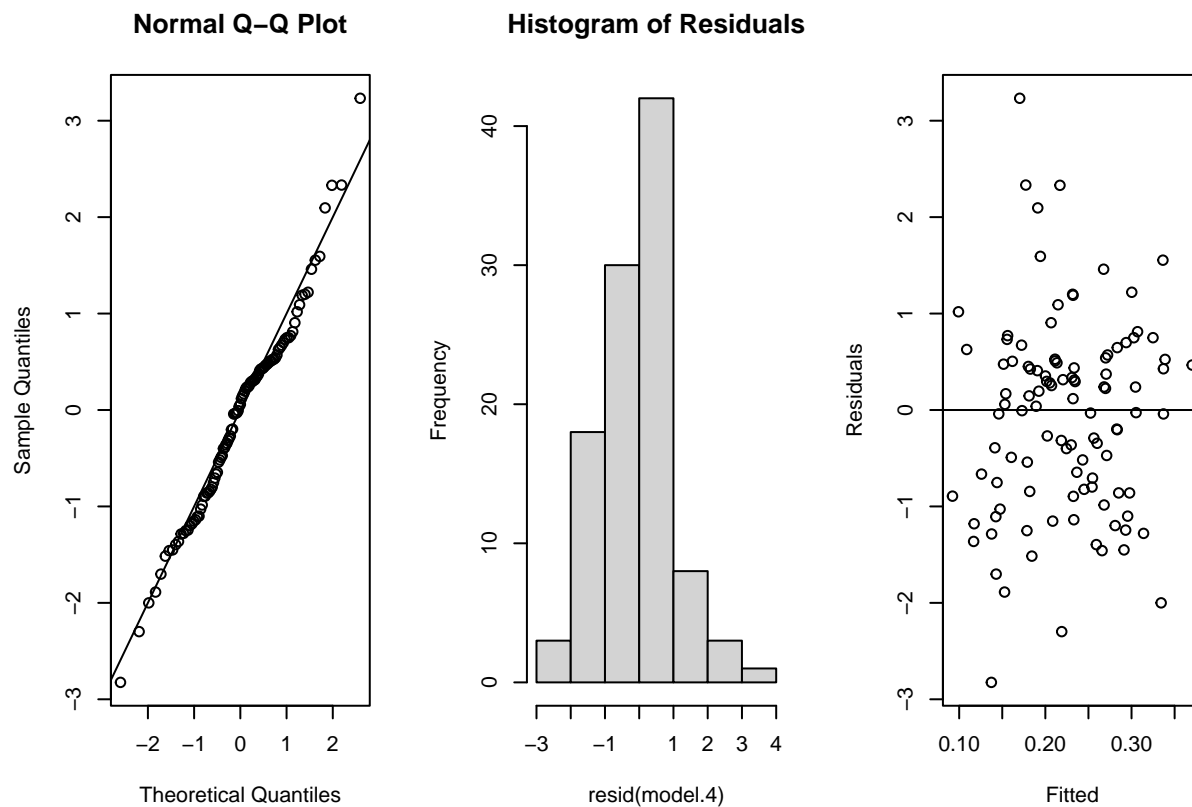 Normal Q−Q Plot
Sample Quantiles
3
2
1
0
−1
−2
−3
−2 −1 0 1 2
Theoretical Quantiles
Histogram of Residuals
Frequency
40
30
20
10
0
−3 −1 1 2 3 4
resid(model.4)
Residuals
3
2
1
0
−1
−2
−3
0.10 0.20 0.30
Fitted